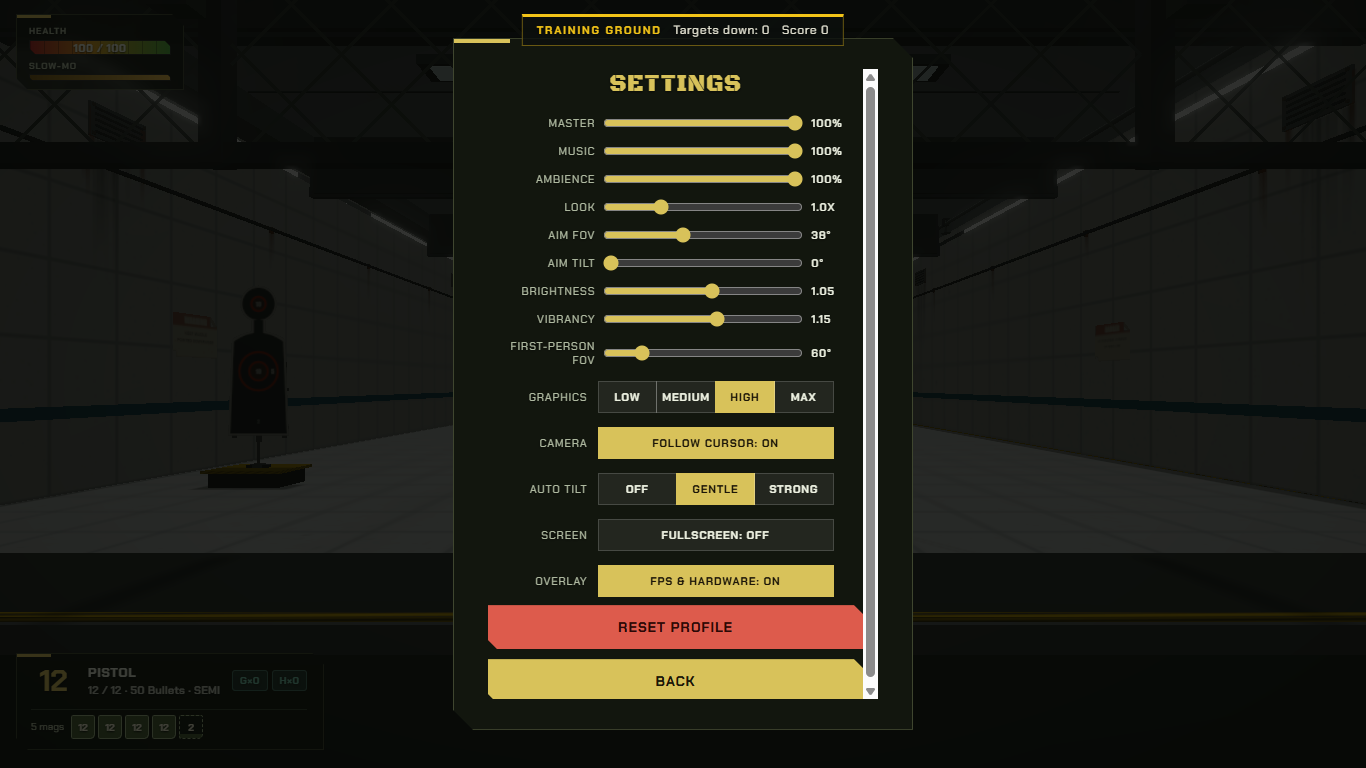 TRAINING GROUND Targets down: 0 Score 0
HEALTH
100 / 100
SLOW-MO
SETTINGS
MASTER 100%
MUSIC 100%
AMBIENCE 100%
LOOK 1.0X
AIM FOV 38°
AIM TILT 0°
BRIGHTNESS 1.05
VIBRANCY 1.15
FIRST-PERSON
FOV 60°
GRAPHICS LOW MEDIUM HIGH MAX
CAMERA FOLLOW CURSOR: ON
AUTO TILT OFF GENTLE STRONG
SCREEN FULLSCREEN: OFF
OVERLAY FPS & HARDWARE: ON
RESET PROFILE
BACK
12 PISTOL G×0 H×0
12 / 12 · 50 Bullets · SEMI
5 mags 12 12 12 12 2